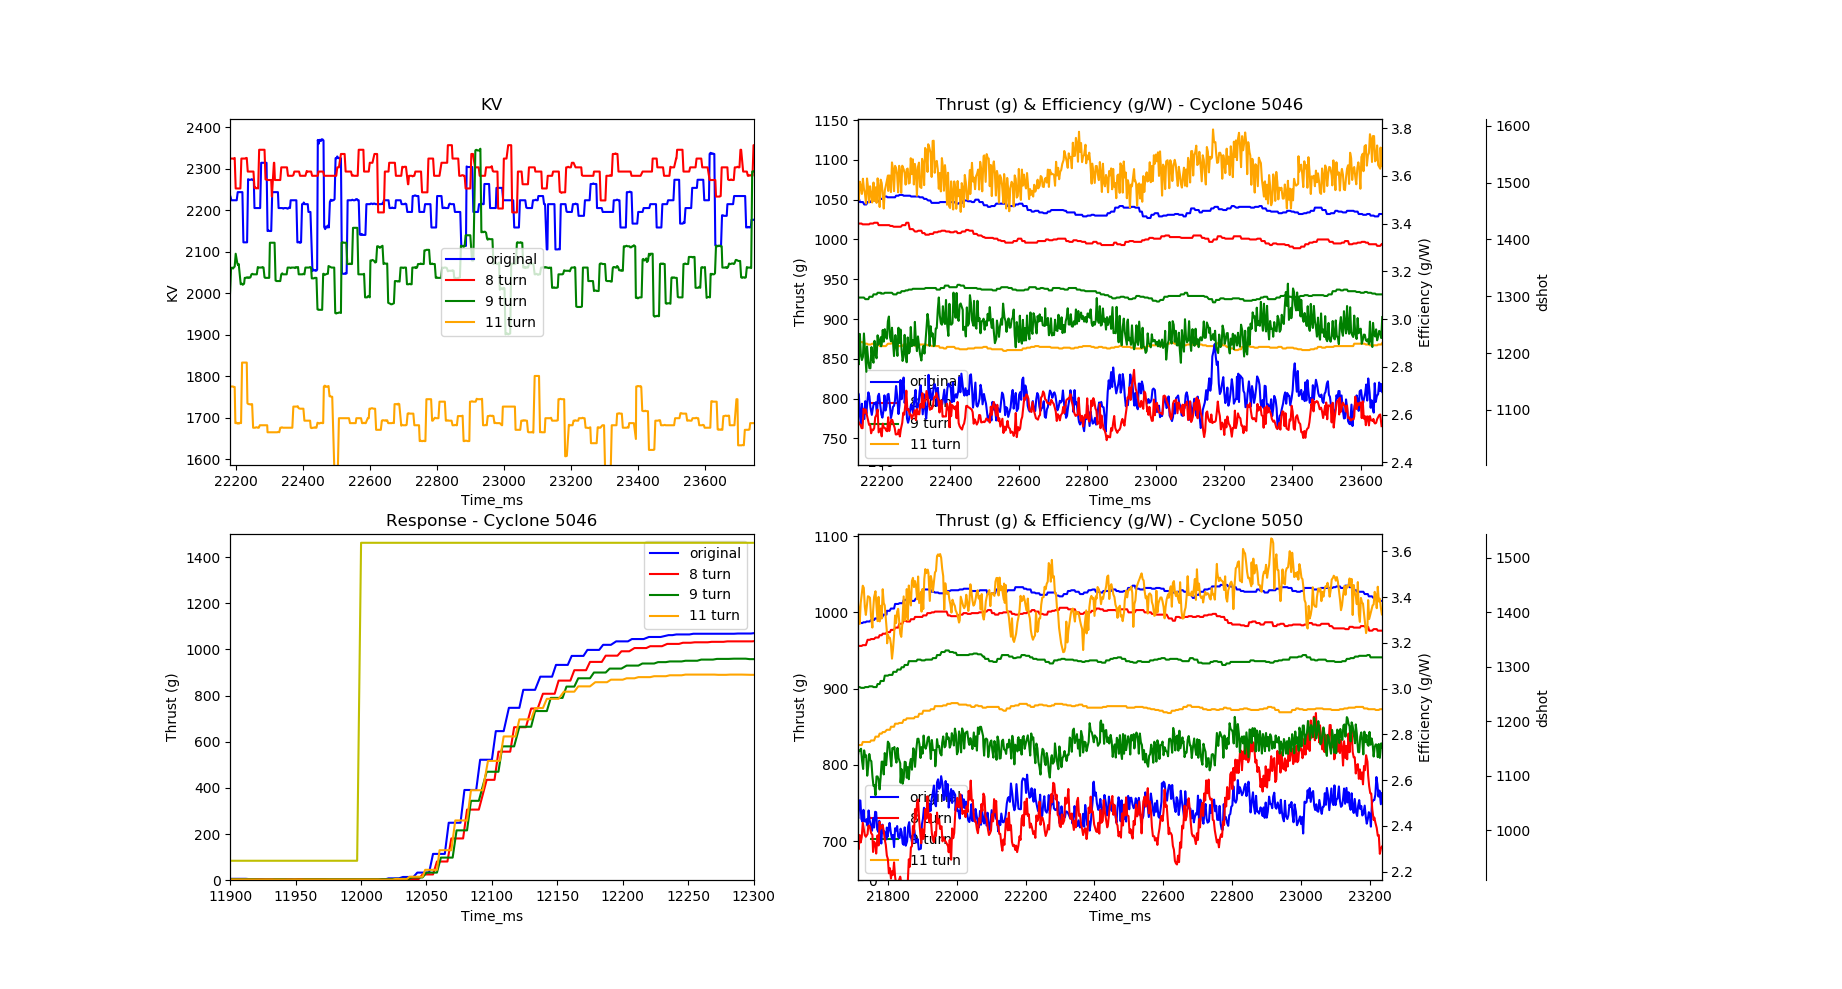 KV
2400
2300
2200
2100
2000
1900
1800
1700
1600
KV
original
8 turn
9 turn
11 turn
22200 22400 22600 22800 23000 23200 23400 23600
Time_ms
Thrust (g) & Efficiency (g/W) - Cyclone 5046
1150
1100
1050
1000
950
900
850
800
750
Thrust (g)
original
9 turn
11 turn
22200 22400 22600 22800 23000 23200 23400 23600
Time_ms
3.8
3.6
3.4
3.2
3.0
2.8
2.6
2.4
Efficiency (g/W)
1600
1500
1400
1300
1200
1100
dshot
Response - Cyclone 5046
1400
1200
1000
800
600
400
200
0
Thrust (g)
original
8 turn
9 turn
11 turn
11900 11950 12000 12050 12100 12150 12200 12250 12300
Time_ms
Thrust (g) & Efficiency (g/W) - Cyclone 5050
1100
1000
900
800
700
Thrust (g)
original
8 turn
turn
11 turn
21800 22000 22200 22400 22600 22800 23000 23200
Time_ms
3.6
3.4
3.2
3.0
2.8
2.6
2.4
2.2
Efficiency (g/W)
1500
1400
1300
1200
1100
1000
dshot